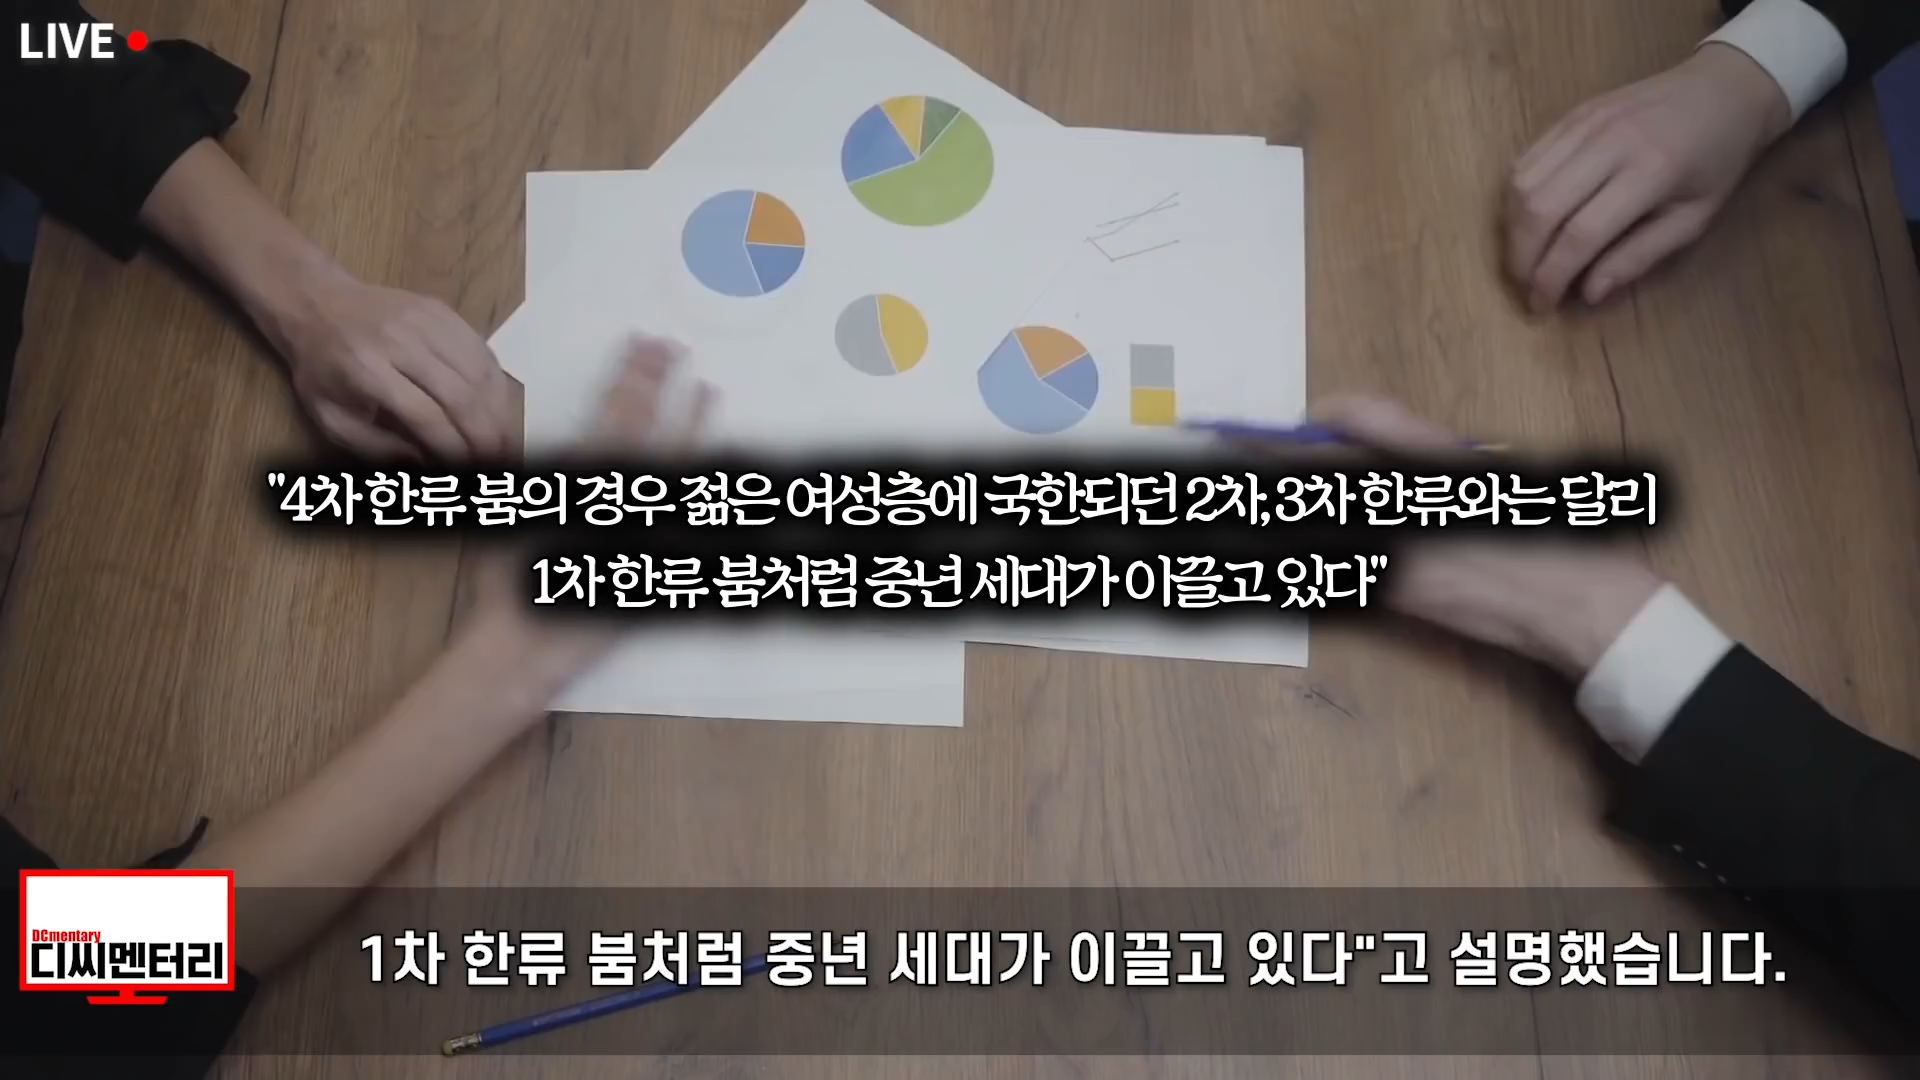 LIVE
"4차 한류 붐의 경우 젊은 여성층에 국한되던 2차, 3차 한류와는 달리
1차 한류 붐처럼 중년 세대가 이끌고 있다"
DCmentary
디씨멘터리
1차 한류 붐처럼 중년 세대가 이끌고 있다"고 설명했습니다.